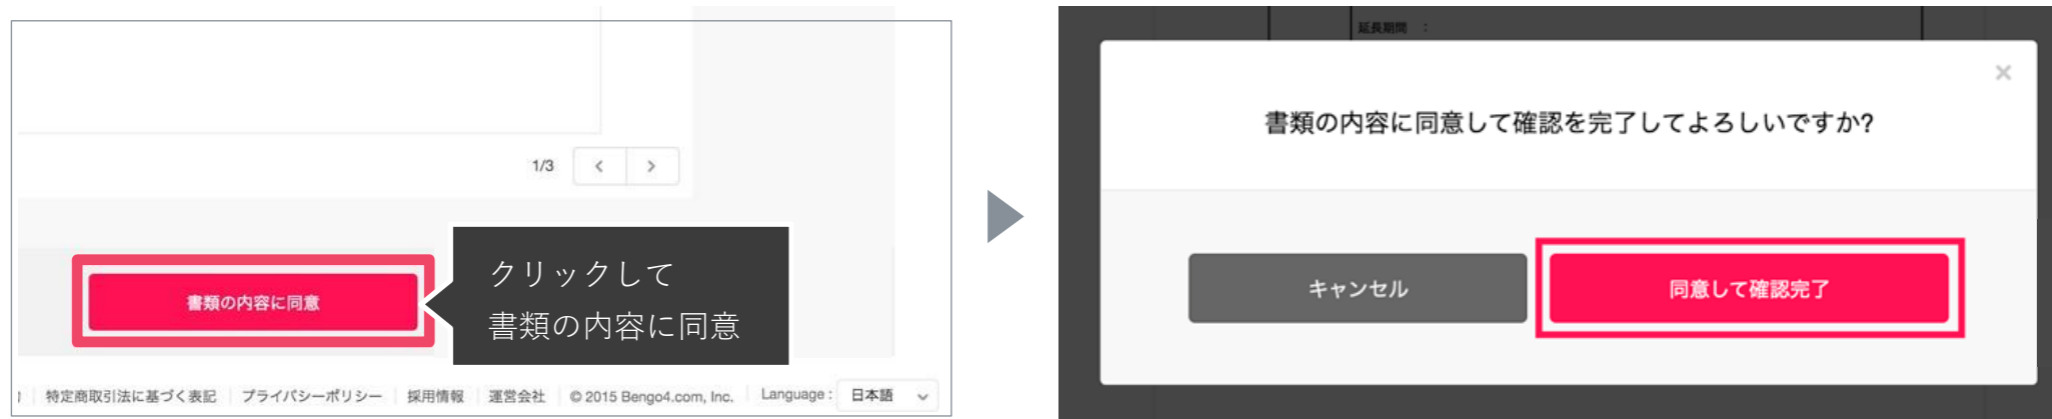 1/3
書類の内容に同意
クリックして
書類の内容に同意
特定商取引法に基づく表記 プライバシーポリシー 採用情報 運営会社 © 2015 Bengo4.com, Inc. Language : 日本語
延長期間 :
書類の内容に同意して確認を完了してよろしいですか?
キャンセル 同意して確認完了